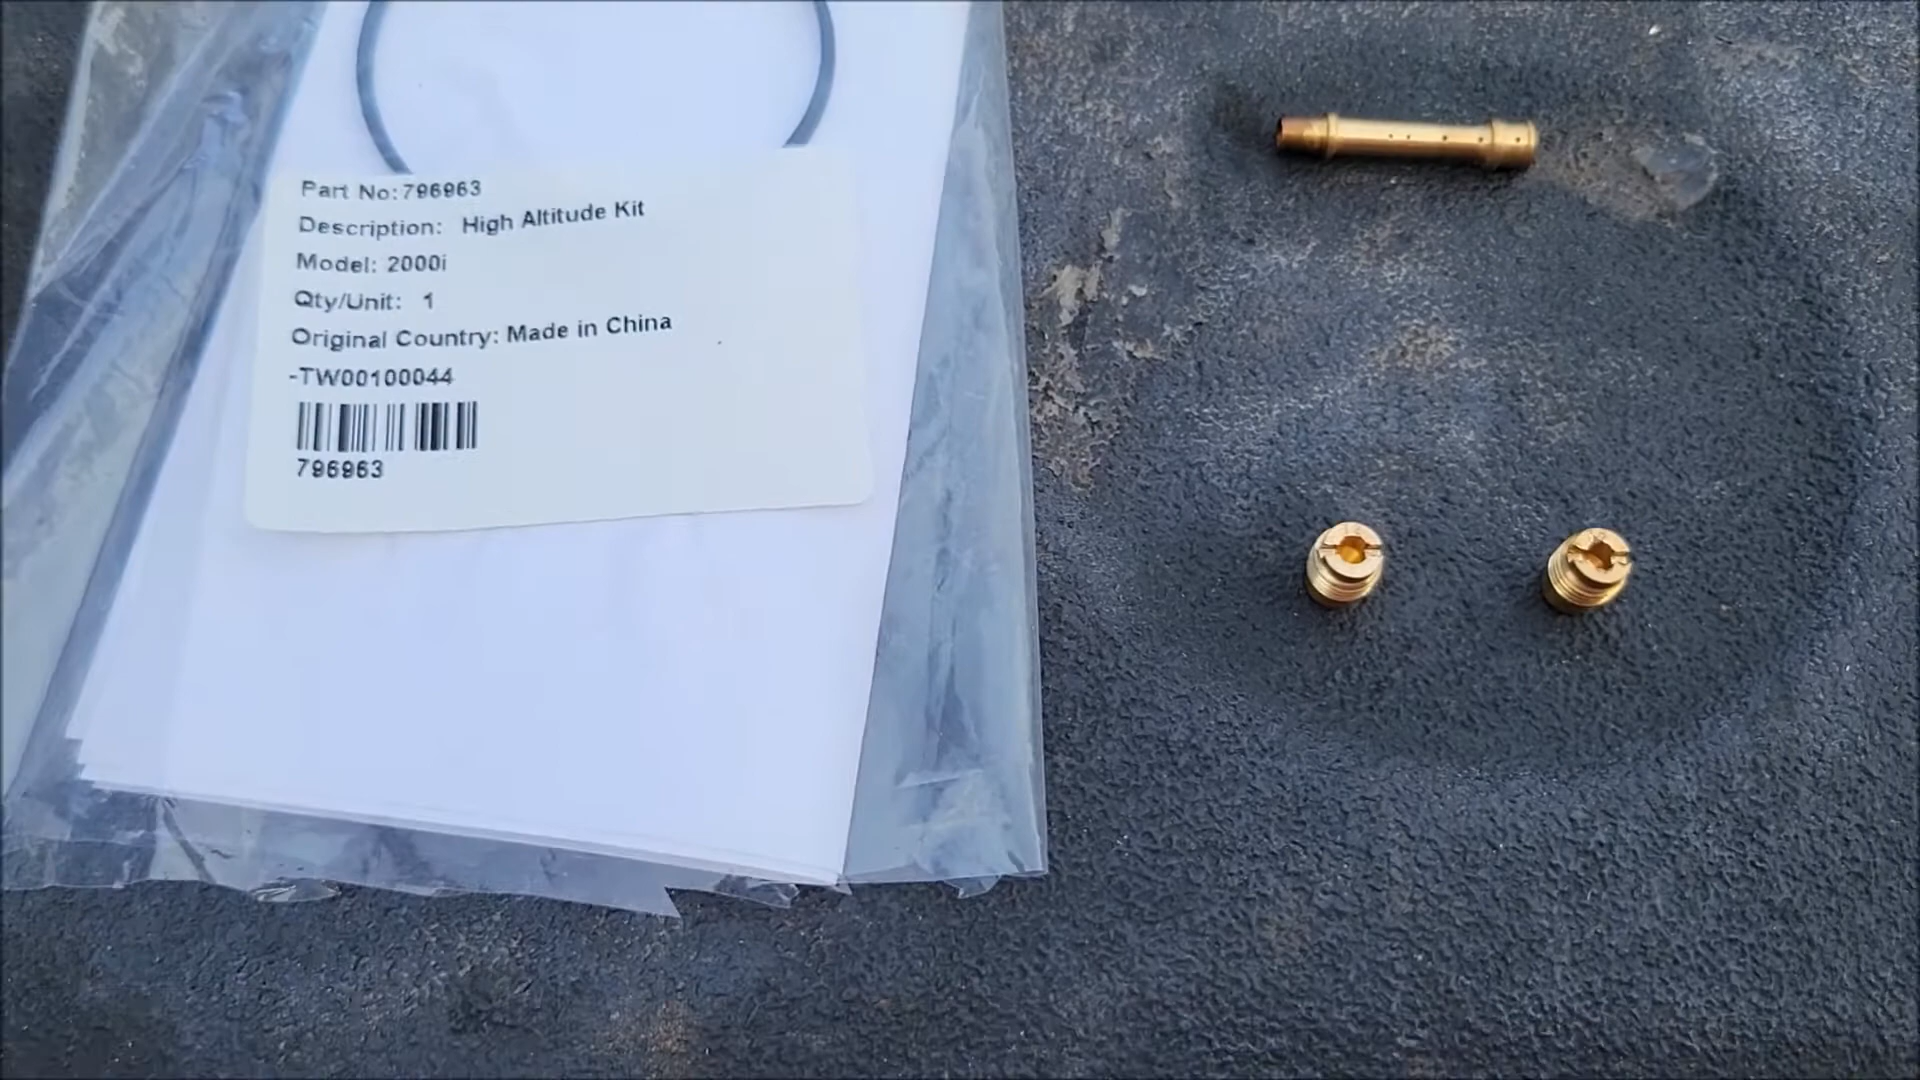 Part No:796963
Description: High Altitude Kit
Model: 2000i
Qty/Unit: 1
Original Country: Made in China
-TW00100044
796963